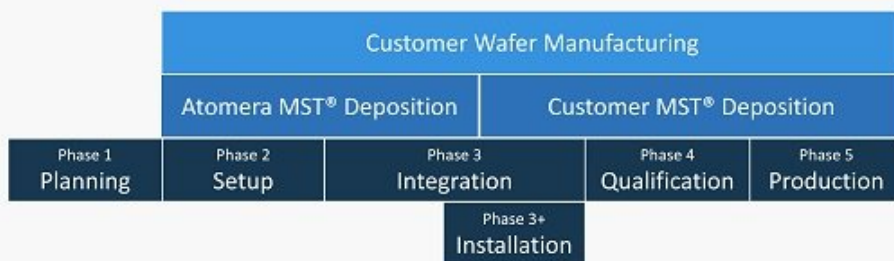 Customer Wafer Manufacturing
Atomera MST® Deposition
Customer MST® Deposition
Phase 1
Planning
Phase 2
Setup
Phase 3
Integration
Phase 4
Qualification
Phase 5
Production
Phase 3+
Installation